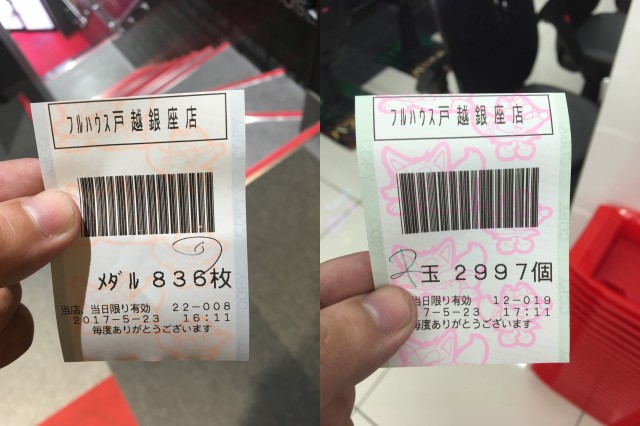 フルハウス戸越銀座店
メダル 836枚
当店、当日限り有効 22-008
2017-5-23 16:11
毎度ありがとうございます
フルハウス戸越銀座店
玉 2997個
当日限り有効 12-019
17-5-23 17:11
毎度ありがとうございます